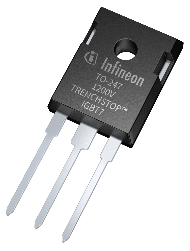 infineon
TO-247
1200V
TRENCHSTOP™
IGBT7